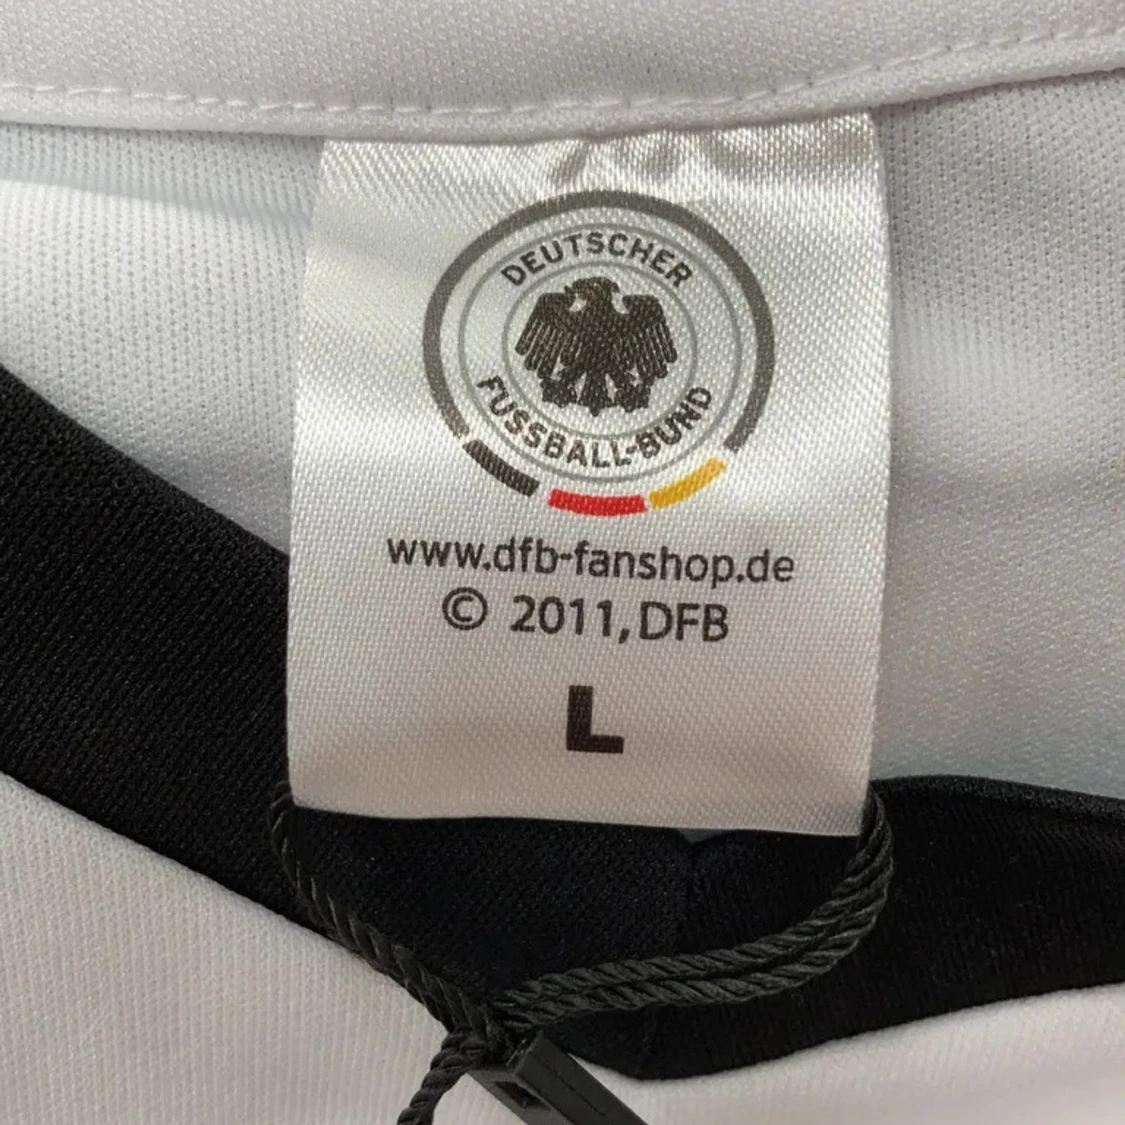 DEUTSCHER
FUSSBALL-BUND
www.dfb-fanshop.de
© 2011, DFB
L